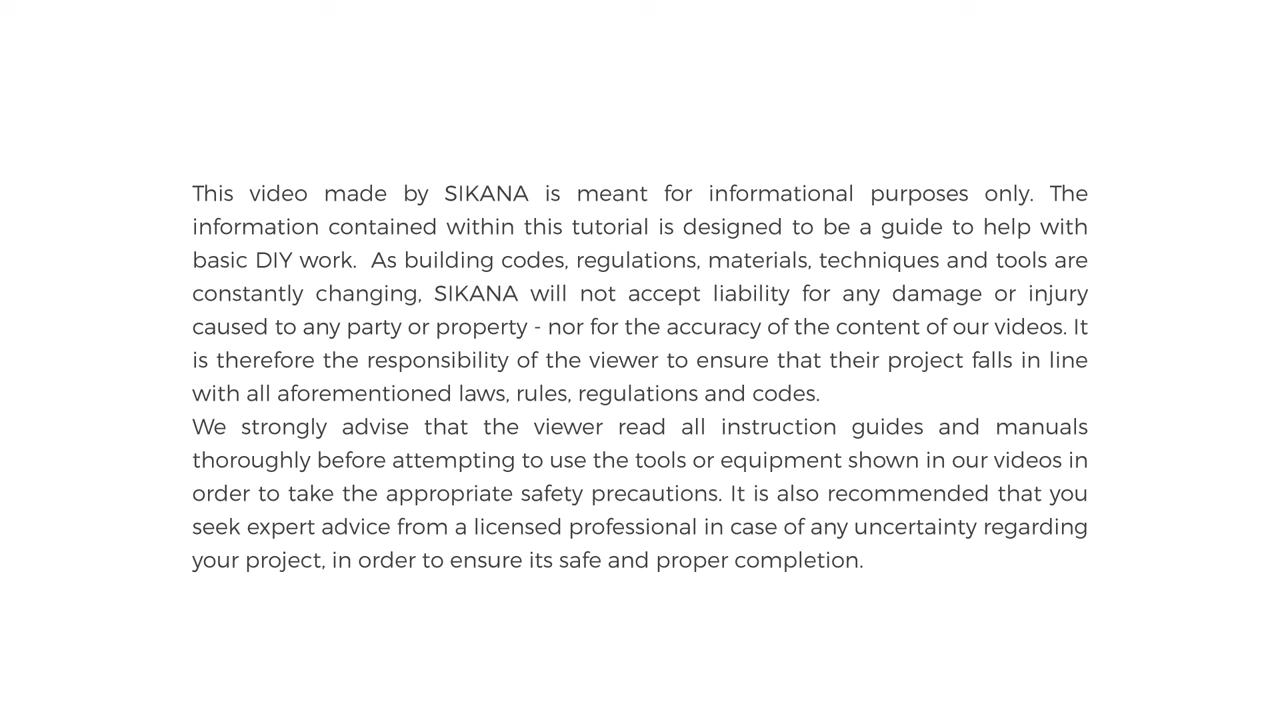 This video made by SIKANA is meant for informational purposes only. The
information contained within this tutorial is designed to be a guide to help with
basic DIY work.  As building codes, regulations, materials, techniques and tools are
constantly changing, SIKANA will not accept liability for any damage or injury
caused to any party or property - nor for the accuracy of the content of our videos. It
is therefore the responsibility of the viewer to ensure that their project falls in line
with all aforementioned laws, rules, regulations and codes.
We strongly advise that the viewer read all instruction guides and manuals
thoroughly before attempting to use the tools or equipment shown in our videos in
order to take the appropriate safety precautions. It is also recommended that you
seek expert advice from a licensed professional in case of any uncertainty regarding
your project, in order to ensure its safe and proper completion.